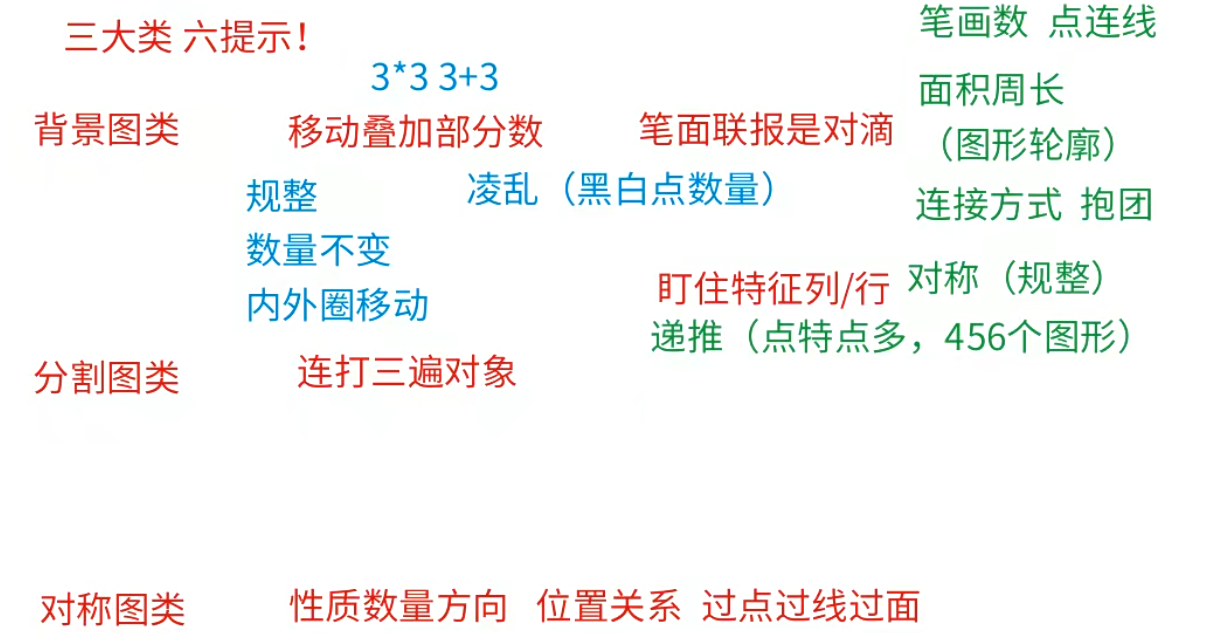 三大类 六提示！
3*3 3+3
背景图类
移动叠加部分数
笔面联报是对滴
笔画数 点连线
面积周长
（图形轮廓）
连接方式 抱团
对称（规整）
规整
数量不变
内外圈移动
凌乱（黑白点数量）
盯住特征列/行
递推（点特点多，456个图形）
分割图类
连打三遍对象
对称图类
性质数量方向 位置关系 过点过线过面